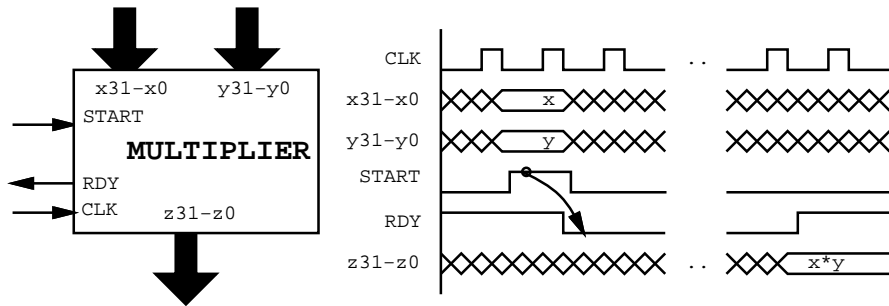 x31-x0 y31-y0
START
MULTIPLIER
RDY
CLK
z31-z0
CLK ..
x31-x0 x
y31-y0 y
START
RDY
z31-z0 .. x*y